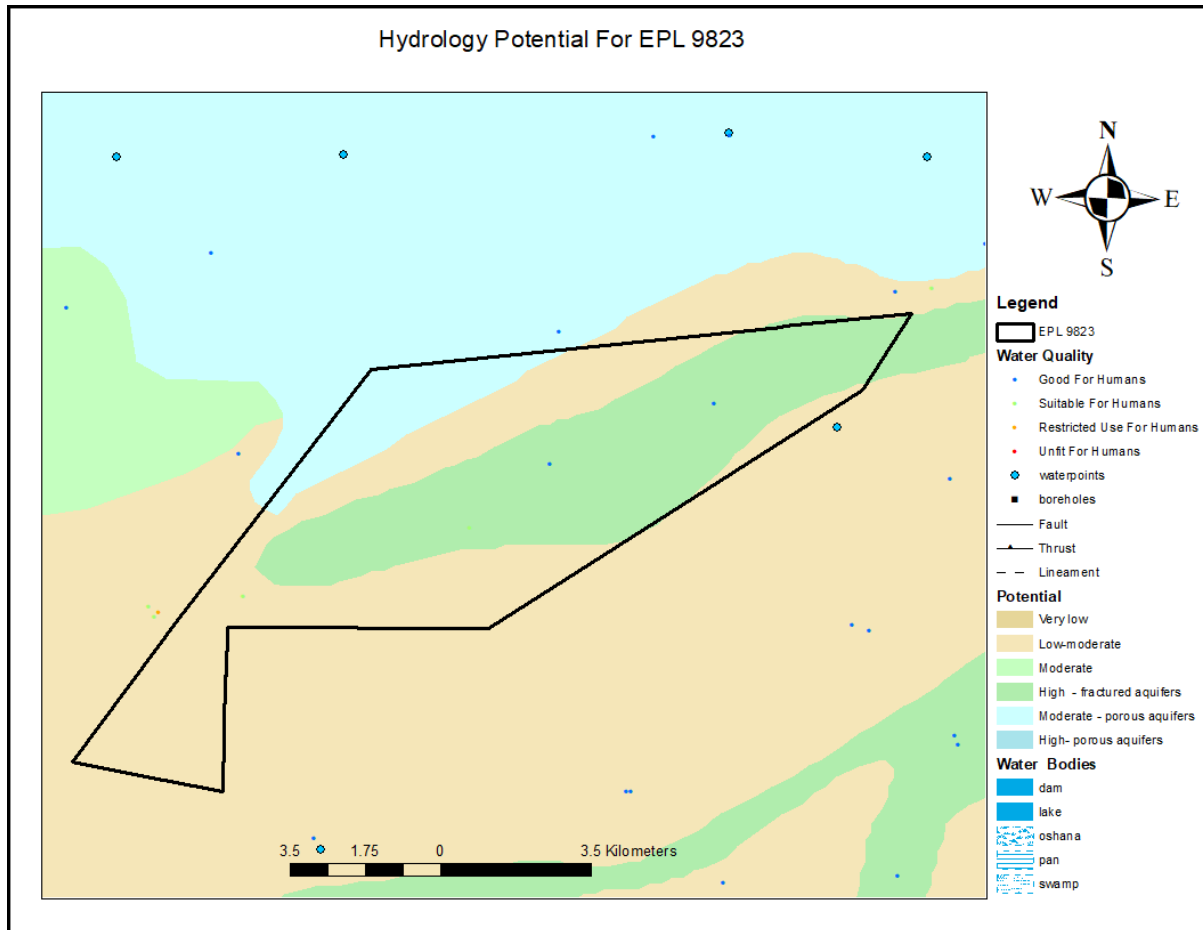 Hydrology Potential For EPL 9823
N
W
E
S
Legend
EPL 9823
Water Quality
Good For Humans
Suitable For Humans
Restricted Use For Humans
Unfit For Humans
waterpoints
boreholes
Fault
Thrust
Lineament
Potential
Very low
Low-moderate
Moderate
High - fractured aquifers
Moderate - porous aquifers
High- porous aquifers
Water Bodies
dam
lake
oshana
pan
swamp
3.5 1.75 0 3.5 Kilometers